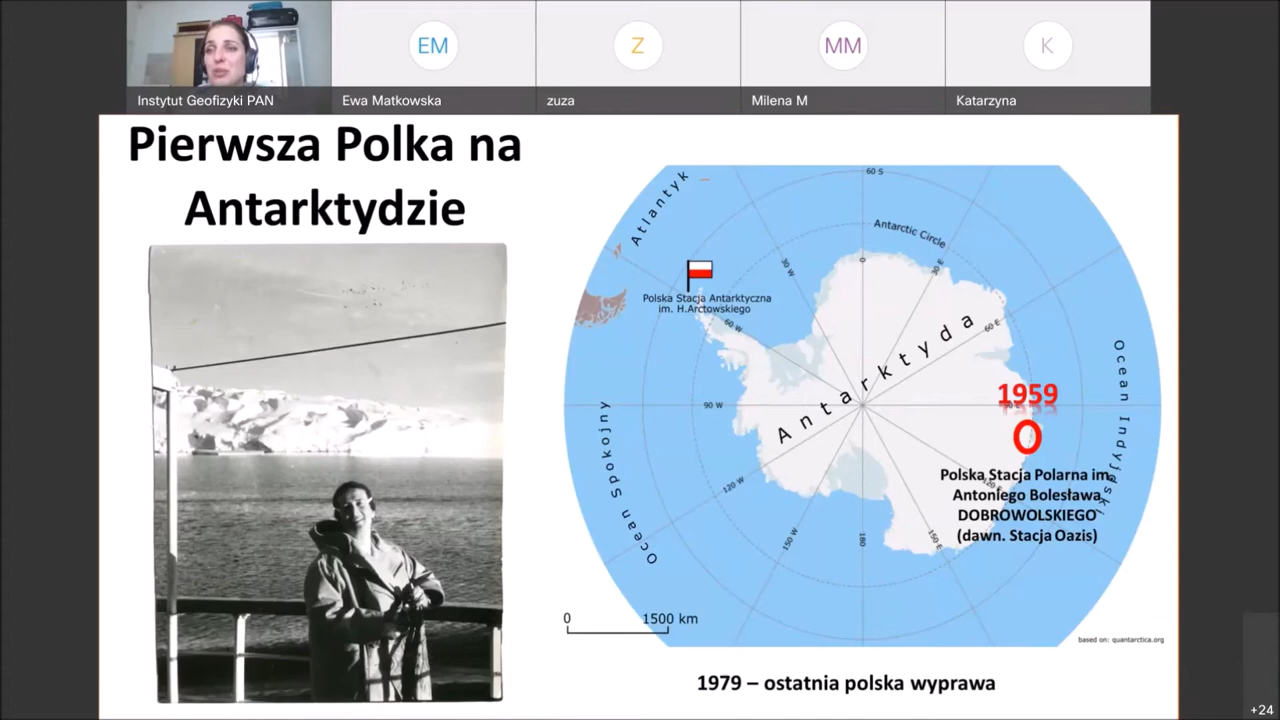 EM
Z
MM
K
Instytut Geofizyki PAN
Ewa Matkowska
zuza
Milena M
Katarzyna
Pierwsza Polka na
Antarktydzie
60 S
Atlantyk
Antarctic Circle
30 W
0
30 E
Polska Stacja Antarktyczna
im. H.Arctowskiego
60 W
60 E
Antarktyda
Ocean Indyjski
1959
90 W
O
Ocean Spokojny
Polska Stacja Polarna im.
Antoniego Bolesława
DOBROWOLSKIEGO
(dawn. Stacja Oazis)
120 W
120 E
150 W
180
150 E
0
1500 km
based on: quantarctica.org
1979 – ostatnia polska wyprawa
+24